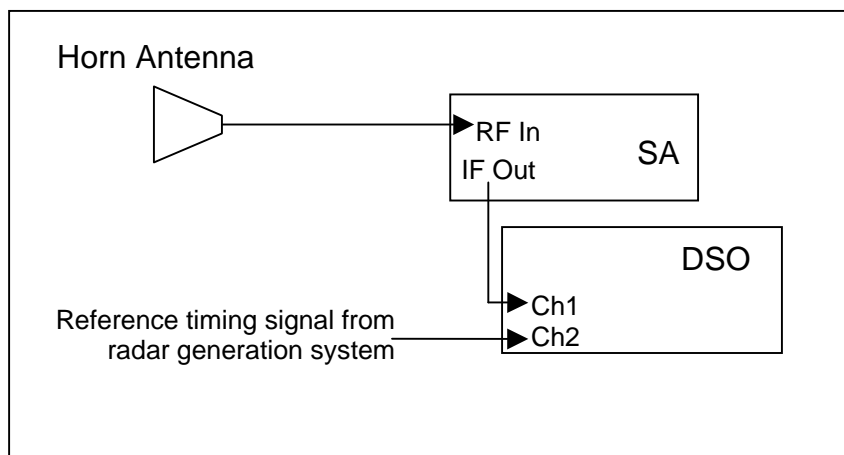 Horn Antenna
RF In
SA
IF Out
DSO
Ch1
Reference timing signal from
radar generation system
Ch2